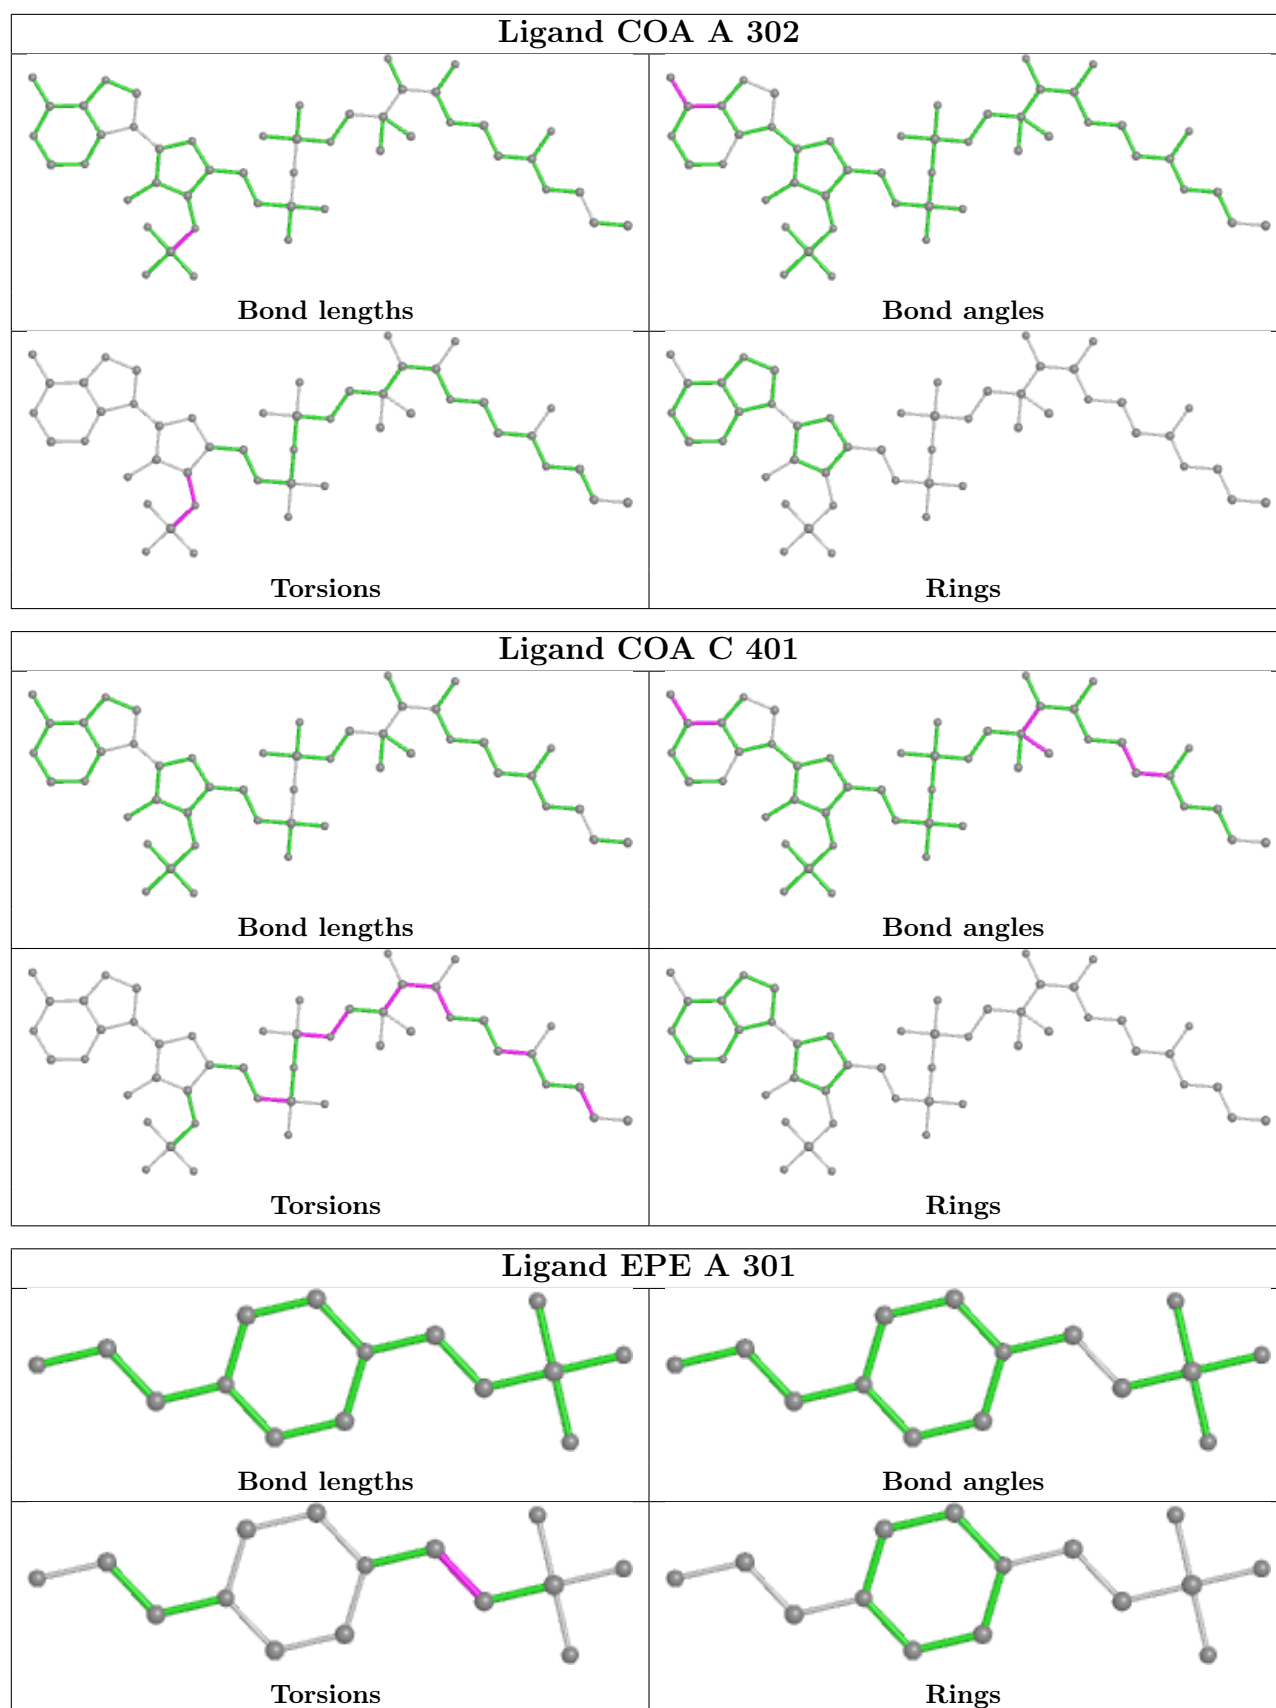 Ligand COA A 302
Bond lengths
Bond angles
Torsions
Rings
Ligand COA C 401
Bond lengths
Bond angles
Torsions
Rings
Ligand EPE A 301
Bond lengths
Bond angles
Torsions
Rings